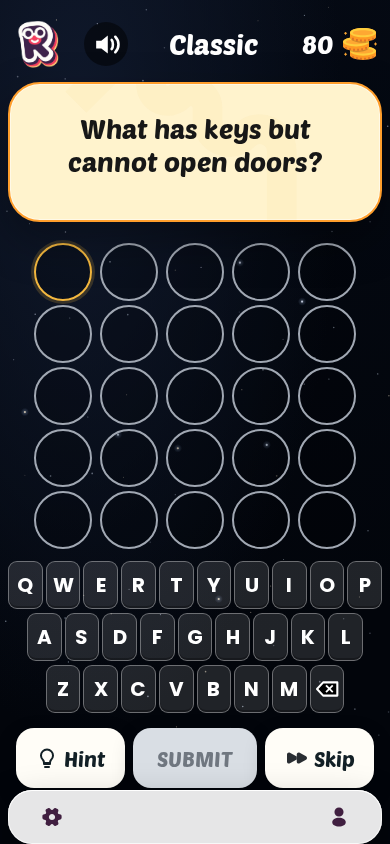 R
Classic
80
What has keys but
cannot open doors?
Q W E R T Y U I O P
A S D F G H J K L
Z X C V B N M
Hint
SUBMIT
Skip